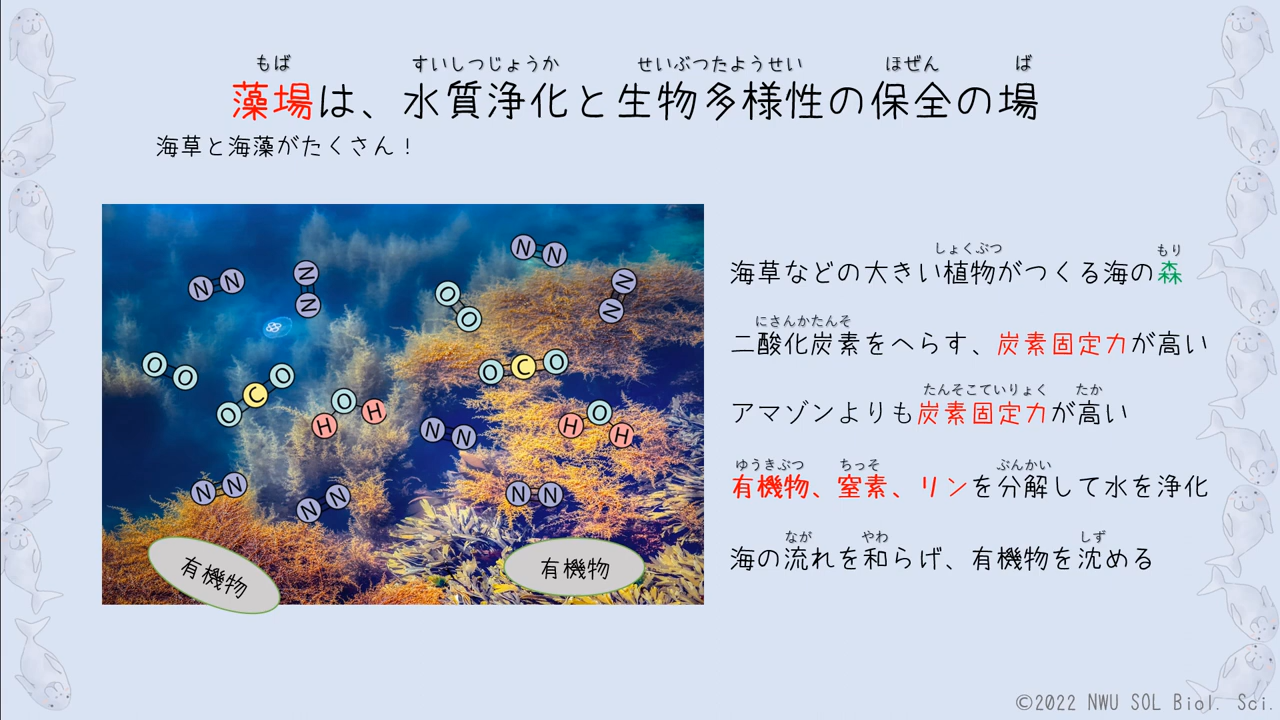 もば すいしつじょうか せいぶつたようせい ほぜん ば
藻場は、水質浄化と生物多様性の保全の場
海草と海藻がたくさん！
しょくぶつ もり
海草などの大きい植物がつくる海の森
にさんかたんそ
二酸化炭素をへらす、炭素固定力が高い
たんそこていりょく たか
アマゾンよりも炭素固定力が高い
ゆうきぶつ ちっそ ぶんかい
有機物、窒素、リンを分解して水を浄化
なが やわ しず
海の流れを和らげ、有機物を沈める
N N
N N
N N
N N
O O
O O
O C O
O C O
H O H
H O H
N N
N N
N N
N N
有機物
有機物
©2022 NWU SOL Biol. Sci.